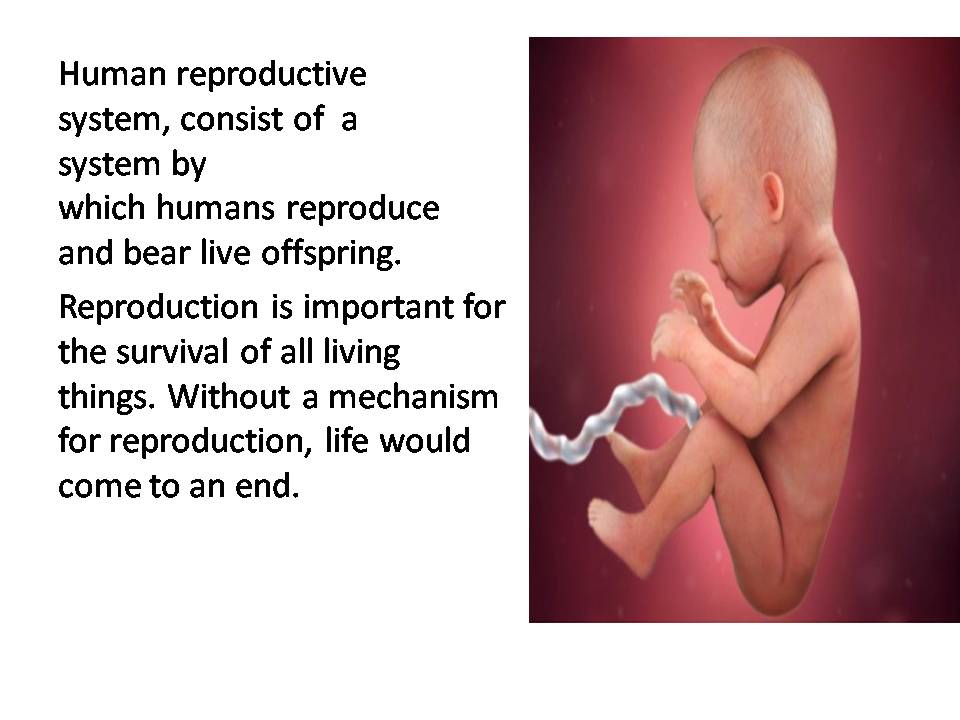 Human reproductive
system, consist of a
system by
which humans reproduce
and bear live offspring.
Reproduction is important for
the survival of all living
things. Without a mechanism
for reproduction, life would
come to an end.